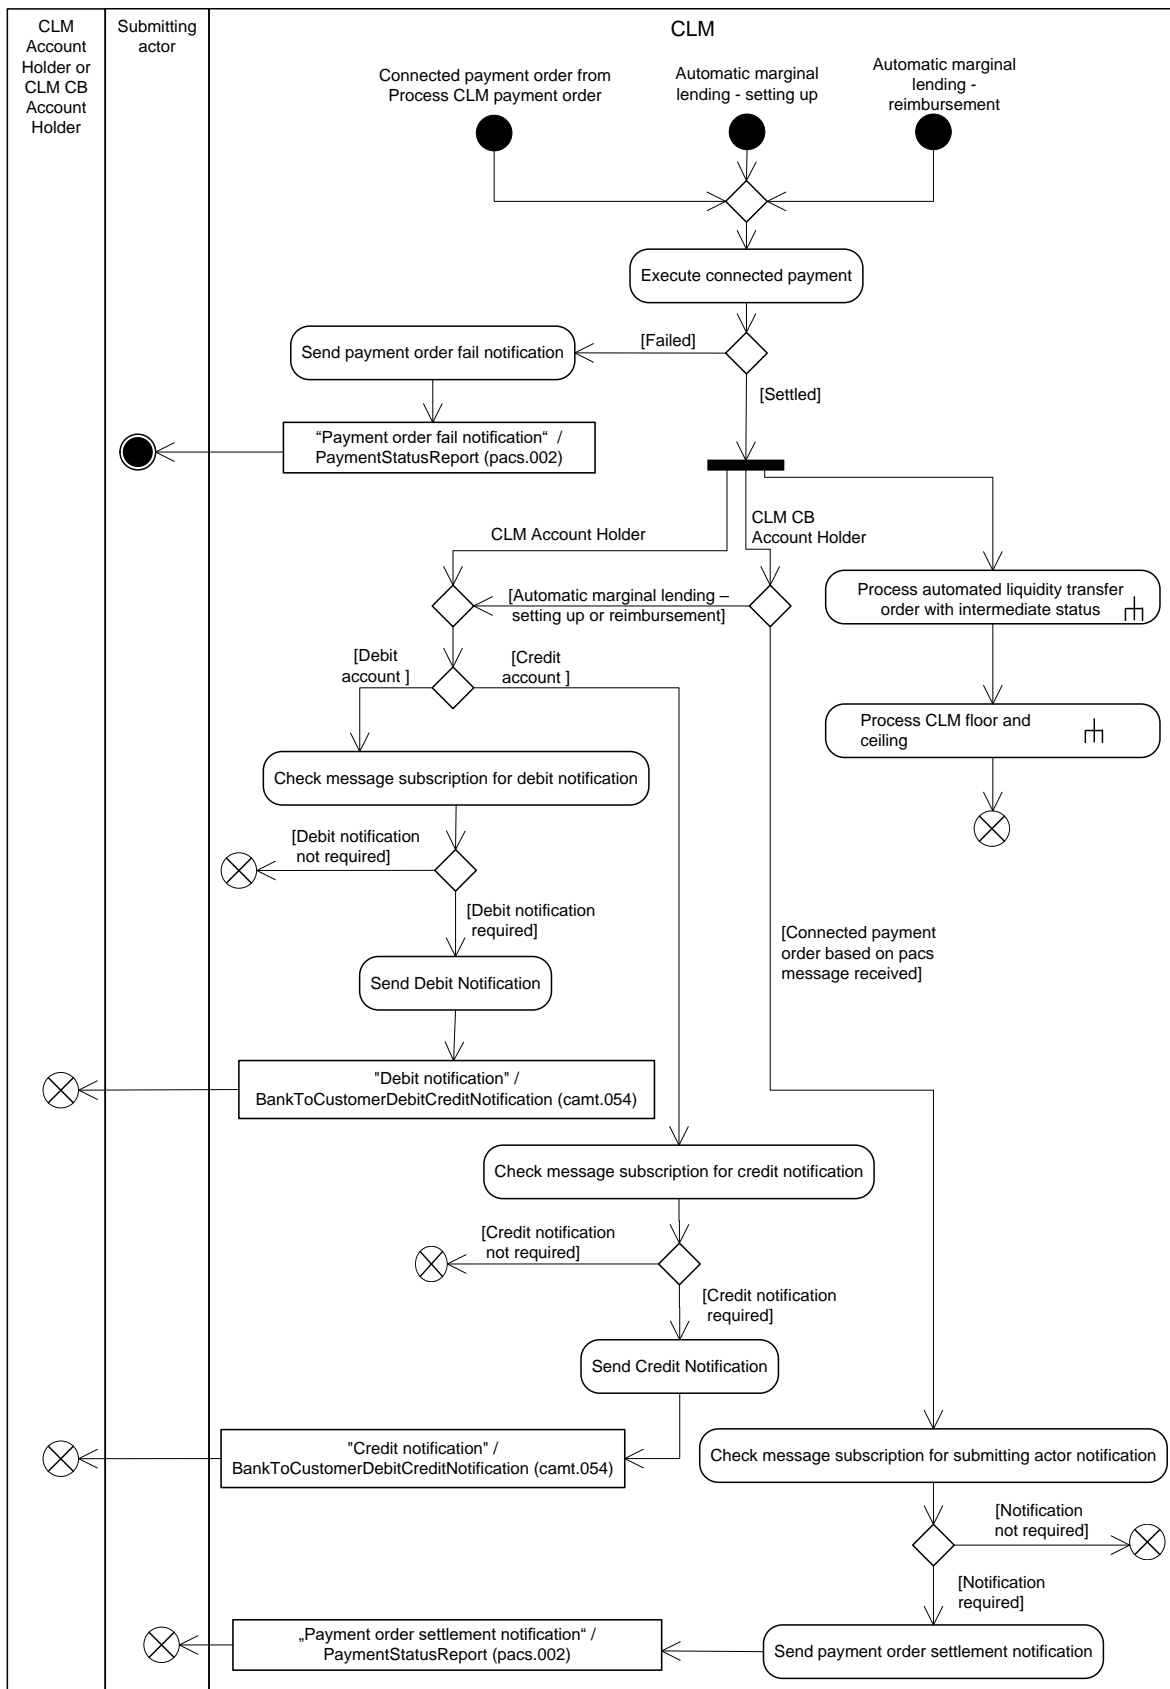 CLM
Account
Holder or
CLM CB
Account
Holder
Submitting
actor
CLM
Connected payment order from
Process CLM payment order
Automatic marginal
lending - setting up
Automatic marginal
lending -
reimbursement
Execute connected payment
[Failed]
Send payment order fail notification
[Settled]
“Payment order fail notification“ /
PaymentStatusReport (pacs.002)
CLM Account Holder
CLM CB
Account Holder
[Automatic marginal lending –
setting up or reimbursement]
Process automated liquidity transfer
order with intermediate status
[Debit
account ]
[Credit
account ]
Process CLM floor and
ceiling
Check message subscription for debit notification
[Debit notification
not required]
[Debit notification
required]
[Connected payment
order based on pacs
message received]
Send Debit Notification
"Debit notification" /
BankToCustomerDebitCreditNotification (camt.054)
Check message subscription for credit notification
[Credit notification
not required]
[Credit notification
required]
Send Credit Notification
"Credit notification" /
BankToCustomerDebitCreditNotification (camt.054)
Check message subscription for submitting actor notification
[Notification
not required]
[Notification
required]
„Payment order settlement notification“ /
PaymentStatusReport (pacs.002)
Send payment order settlement notification